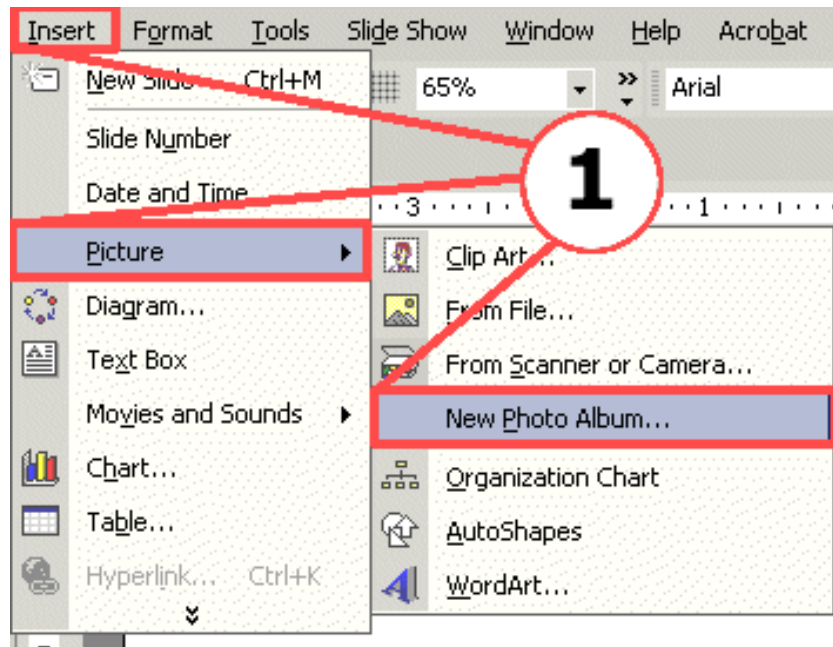 Insert Format Tools Slide Show Window Help Acrobat
New Slide Ctrl+M
65% Arial
Slide Number
Date and Time
3 1
1
Picture
Clip Art...
Diagram...
From File...
Text Box
From Scanner or Camera...
Movies and Sounds
New Photo Album...
Chart...
Organization Chart
Table...
AutoShapes
Hyperlink... Ctrl+K
WordArt...